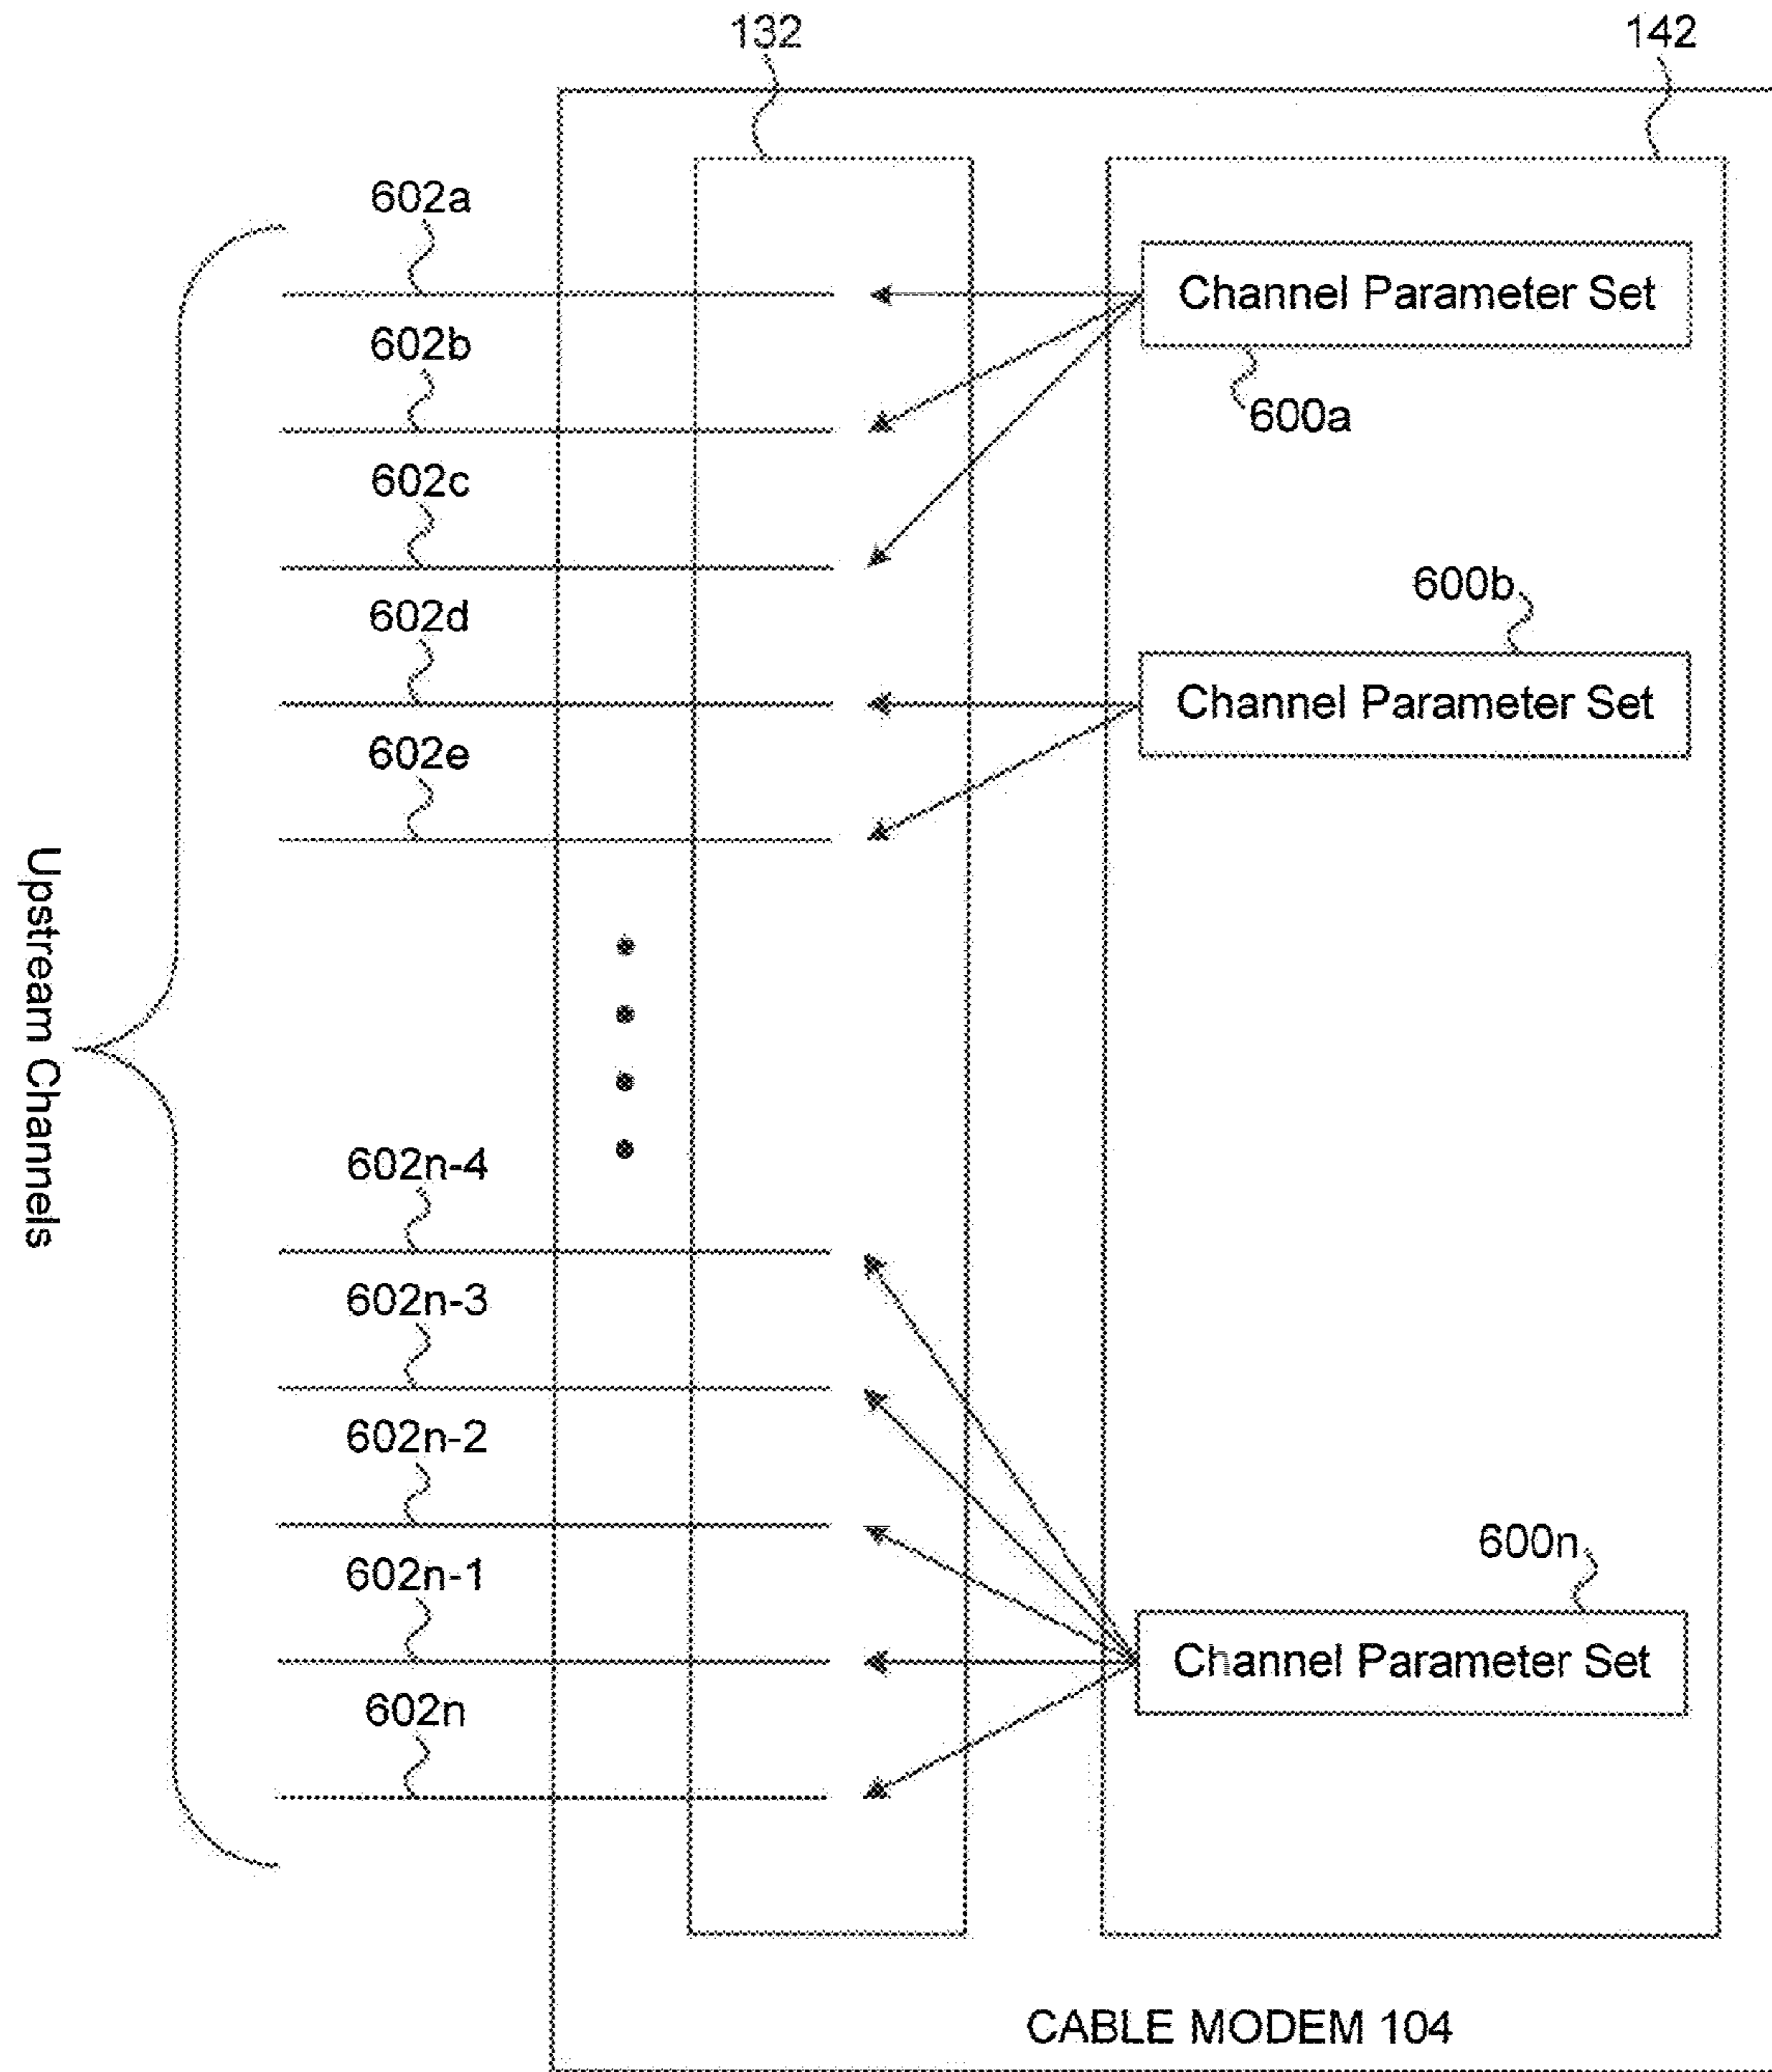 132
142
602a
Channel Parameter Set
602b
600a
602c
600b
602d
Channel Parameter Set
602e
Upstream Channels
602n-4
602n-3
602n-2
600n
602n-1
Channel Parameter Set
602n
CABLE MODEM 104